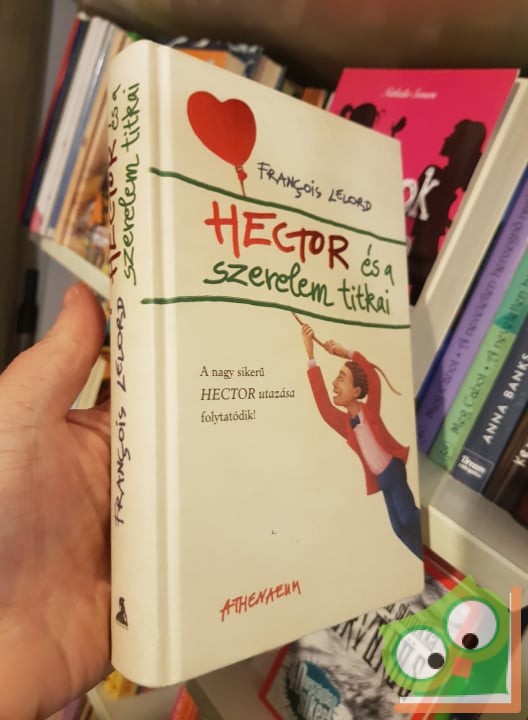 FRANÇOIS LELORD
HECTOR és a
szerelem titkai
A nagy sikerű
HECTOR utazása
folytatódik!
ATHENAEUM
FRANÇOIS LELORD HECTOR és a
szerelem titkai
Meg Cabot
ANNA BANKS